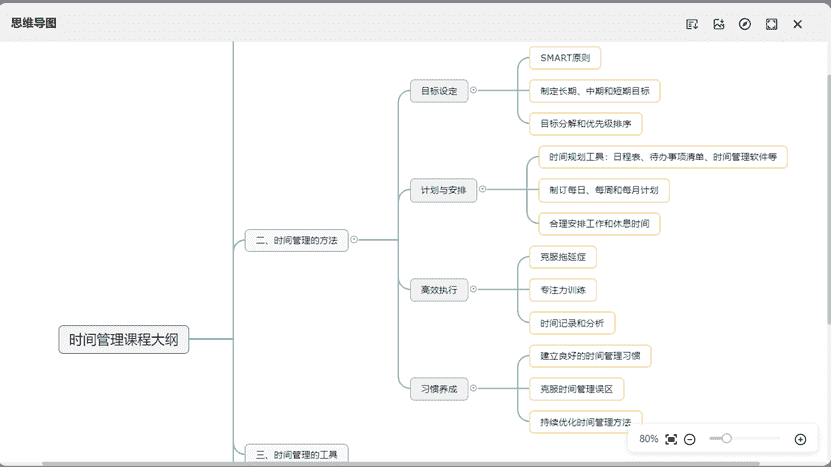 思维导图
SMART原则
目标设定
制定长期、中期和短期目标
目标分解和优先级排序
时间规划工具：日程表、待办事项清单、时间管理软件等
计划与安排
制订每日、每周和每月计划
合理安排工作和休息时间
二、时间管理的方法
克服拖延症
高效执行
专注力训练
时间记录和分析
时间管理课程大纲
建立良好的时间管理习惯
习惯养成
克服时间管理误区
持续优化时间管理方法
80%
三、时间管理的工具